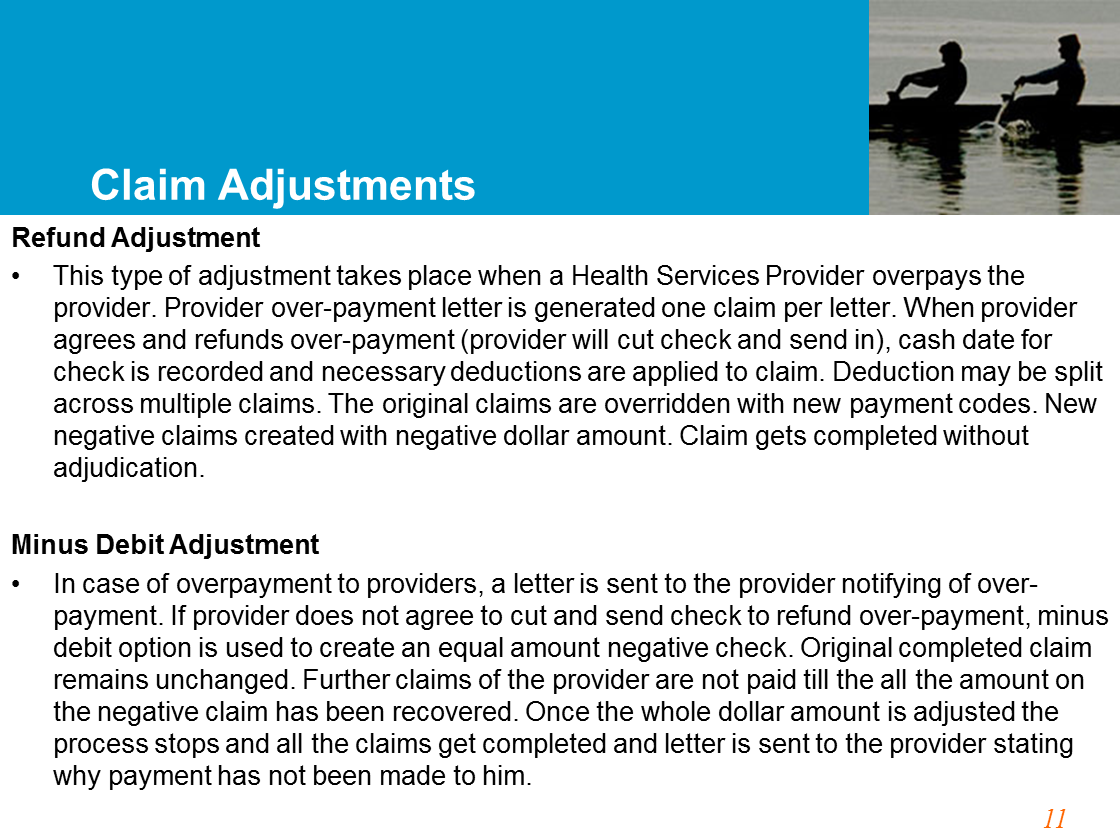 Claim Adjustments
Refund Adjustment
• This type of adjustment takes place when a Health Services Provider overpays the
provider. Provider over-payment letter is generated one claim per letter. When provider
agrees and refunds over-payment (provider will cut check and send in), cash date for
check is recorded and necessary deductions are applied to claim. Deduction may be split
across multiple claims. The original claims are overridden with new payment codes. New
negative claims created with negative dollar amount. Claim gets completed without
adjudication.
Minus Debit Adjustment
• In case of overpayment to providers, a letter is sent to the provider notifying of over-
payment. If provider does not agree to cut and send check to refund over-payment, minus
debit option is used to create an equal amount negative check. Original completed claim
remains unchanged. Further claims of the provider are not paid till the all the amount on
the negative claim has been recovered. Once the whole dollar amount is adjusted the
process stops and all the claims get completed and letter is sent to the provider stating
why payment has not been made to him.
11